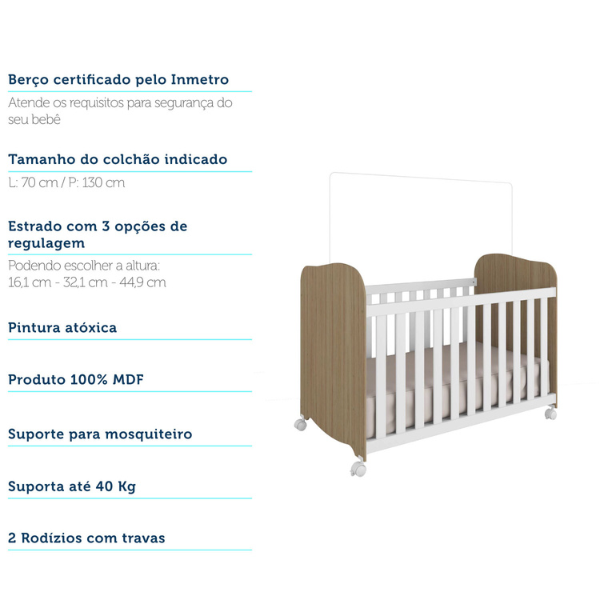 Berço certificado pelo Inmetro
Atende os requisitos para segurança do
seu bebê
Tamanho do colchão indicado
L: 70 cm / P: 130 cm
Estrado com 3 opções de
regulagem
Podendo escolher a altura:
16,1 cm - 32,1 cm - 44,9 cm
Pintura atóxica
Produto 100% MDF
Suporte para mosquiteiro
Suporta até 40 Kg
2 Rodízios com travas